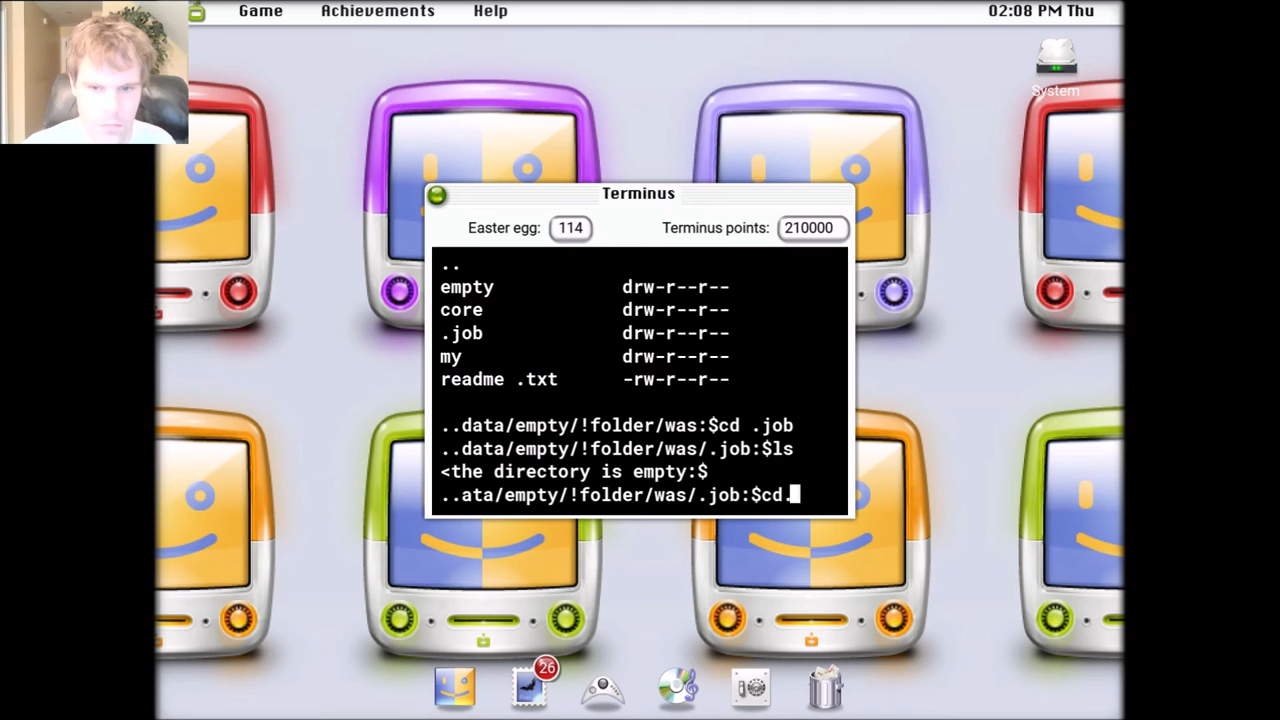 Game Achievements Help 02:08 PM Thu
System
Terminus
Easter egg: 114 Terminus points: 210000
..
empty drw-r--r--
core drw-r--r--
.job drw-r--r--
my drw-r--r--
readme .txt -rw-r--r--
..data/empty/!folder/was:$cd .job
..data/empty/!folder/was/.job:$ls
<the directory is empty:$
..ata/empty/!folder/was/.job:$cd.
26